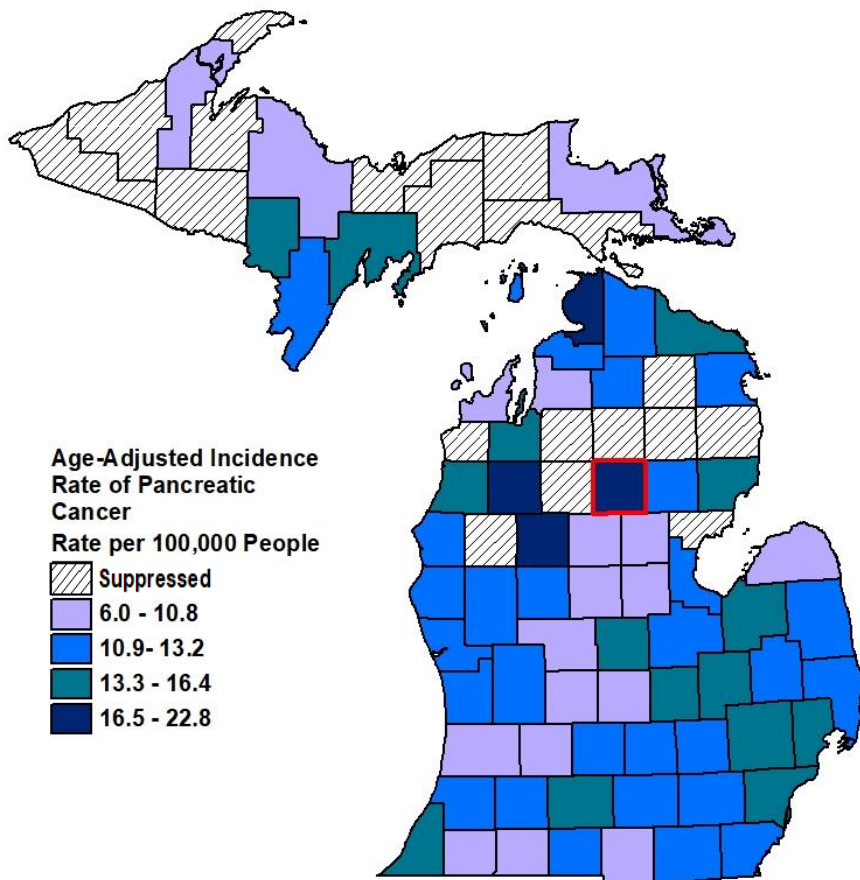 Age-Adjusted Incidence
Rate of Pancreatic
Cancer
Rate per 100,000 People
Suppressed
6.0 - 10.8
10.9- 13.2
13.3 - 16.4
16.5 - 22.8